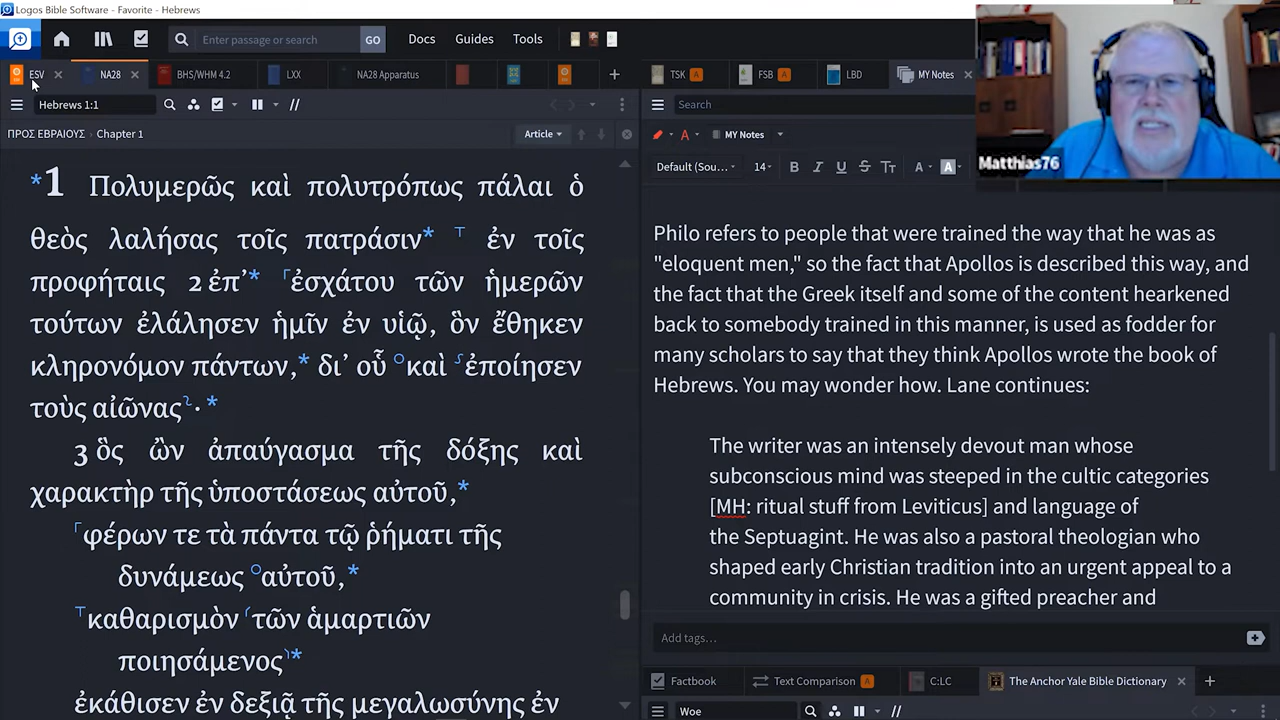 Logos Bible Software - Favorite - Hebrews
Enter passage or search GO Docs Guides Tools
ESV NA28 BHS/WHM 4.2 LXX NA28 Apparatus
TSK A FSB A LBD MY Notes
Hebrews 1:1
Search
ΠΡΟΣ ΕΒΡΑΙΟΥΣ › Chapter 1 Article
MY Notes
Default (Sou... 14 B I U S TT A A
Matthias76
*1 Πολυμερῶς καὶ πολυτρόπως πάλαι ὁ
θεὸς λαλήσας τοῖς πατράσιν* ⸆ ἐν τοῖς
προφήταις 2 ἐπ’* ⸀ἐσχάτου τῶν ἡμερῶν
τούτων ἐλάλησεν ἡμῖν ἐν υἱῷ, ὃν ἔθηκεν
κληρονόμον πάντων,* δι’ οὗ ⸰καὶ ⸂ἐποίησεν
τοὺς αἰῶνας⸃· *
3 ὃς ὢν ἀπαύγασμα τῆς δόξης καὶ
χαρακτὴρ τῆς ὑποστάσεως αὐτοῦ,*
⸀φέρων τε τὰ πάντα τῷ ῥήματι τῆς
δυνάμεως ⸰αὐτοῦ,*
⸆καθαρισμὸν ⸂τῶν ἁμαρτιῶν
ποιησάμενος⸃*
ἐκάθισεν ἐν δεξιᾷ τῆς μεγαλωσύνης ἐν
Philo refers to people that were trained the way that he was as
"eloquent men," so the fact that Apollos is described this way, and
the fact that the Greek itself and some of the content hearkened
back to somebody trained in this manner, is used as fodder for
many scholars to say that they think Apollos wrote the book of
Hebrews. You may wonder how. Lane continues:
The writer was an intensely devout man whose
subconscious mind was steeped in the cultic categories
[MH: ritual stuff from Leviticus] and language of
the Septuagint. He was also a pastoral theologian who
shaped early Christian tradition into an urgent appeal to a
community in crisis. He was a gifted preacher and
Add tags…
Factbook Text Comparison A C:LC The Anchor Yale Bible Dictionary
Woe